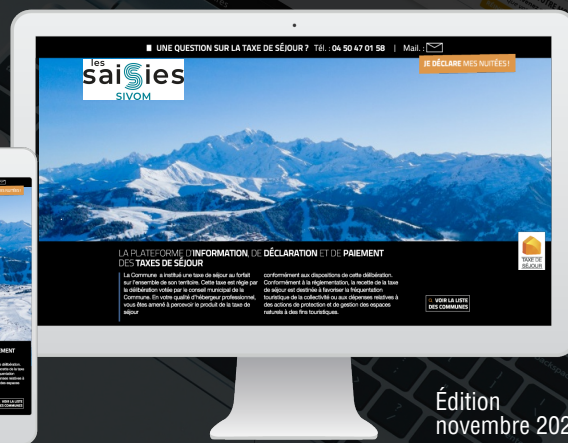 UNE QUESTION SUR LA TAXE DE SÉJOUR ? Tél. : 04 50 47 01 58 | Mail. :
JE DÉCLARE MES NUITÉES !
les
saisies
SIVOM
LA PLATEFORME D'INFORMATION, DE DÉCLARATION ET DE PAIEMENT
DES TAXES DE SÉJOUR
La Commune a institué une taxe de séjour au forfait
sur l'ensemble de son territoire. Cette taxe est régie par
la délibération votée par le conseil municipal de la
Commune. En votre qualité d'hébergeur professionnel,
vous êtes amené à percevoir le produit de la taxe de
séjour
conformément aux dispositions de cette délibération.
Conformément à la réglementation, la recette de la taxe
de séjour est destinée à favoriser la fréquentation
touristique de la collectivité ou aux dépenses relatives à
des actions de protection et de gestion des espaces
naturels à des fins touristiques.
TAXE DE
SÉJOUR
VOIR LA LISTE
DES COMMUNES
VOIR LA LISTE
DES COMMUNES
Édition
novembre 202